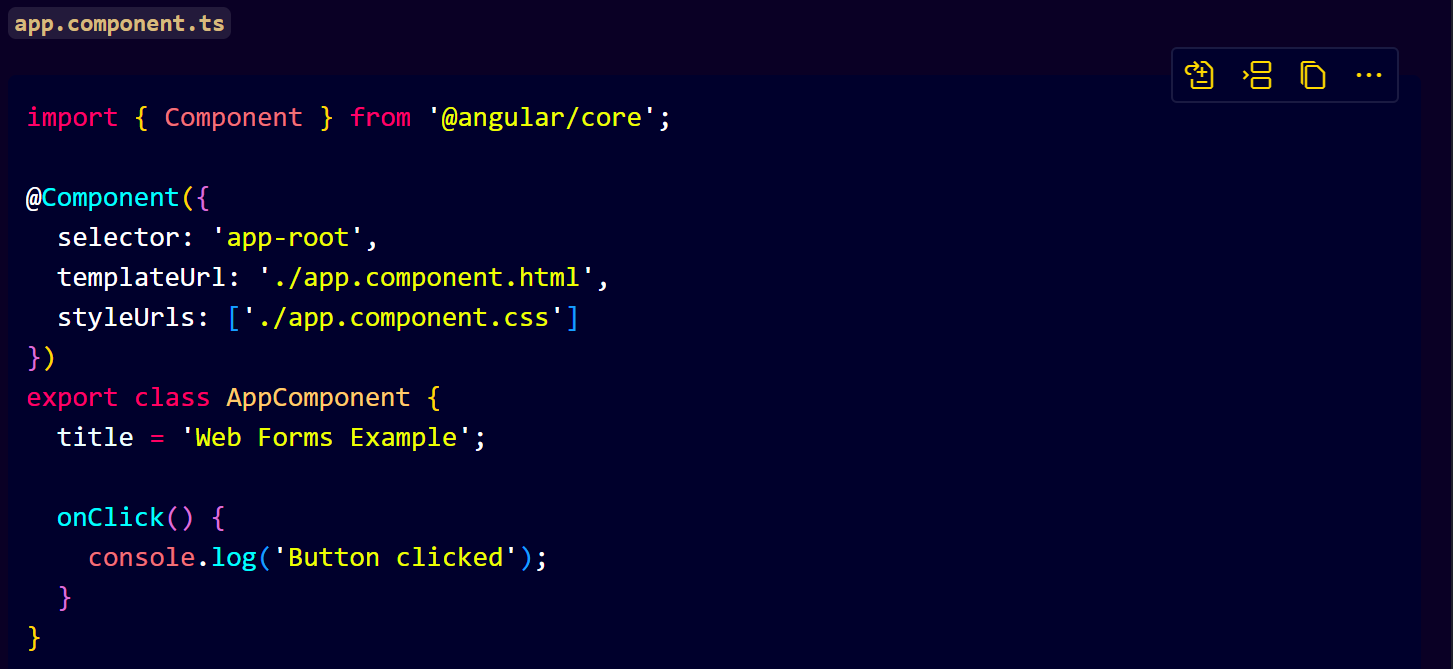 app.component.ts
import { Component } from '@angular/core';
@Component({
  selector: 'app-root',
  templateUrl: './app.component.html',
  styleUrls: ['./app.component.css']
})
export class AppComponent {
  title = 'Web Forms Example';
  onClick() {
    console.log('Button clicked');
  }
}